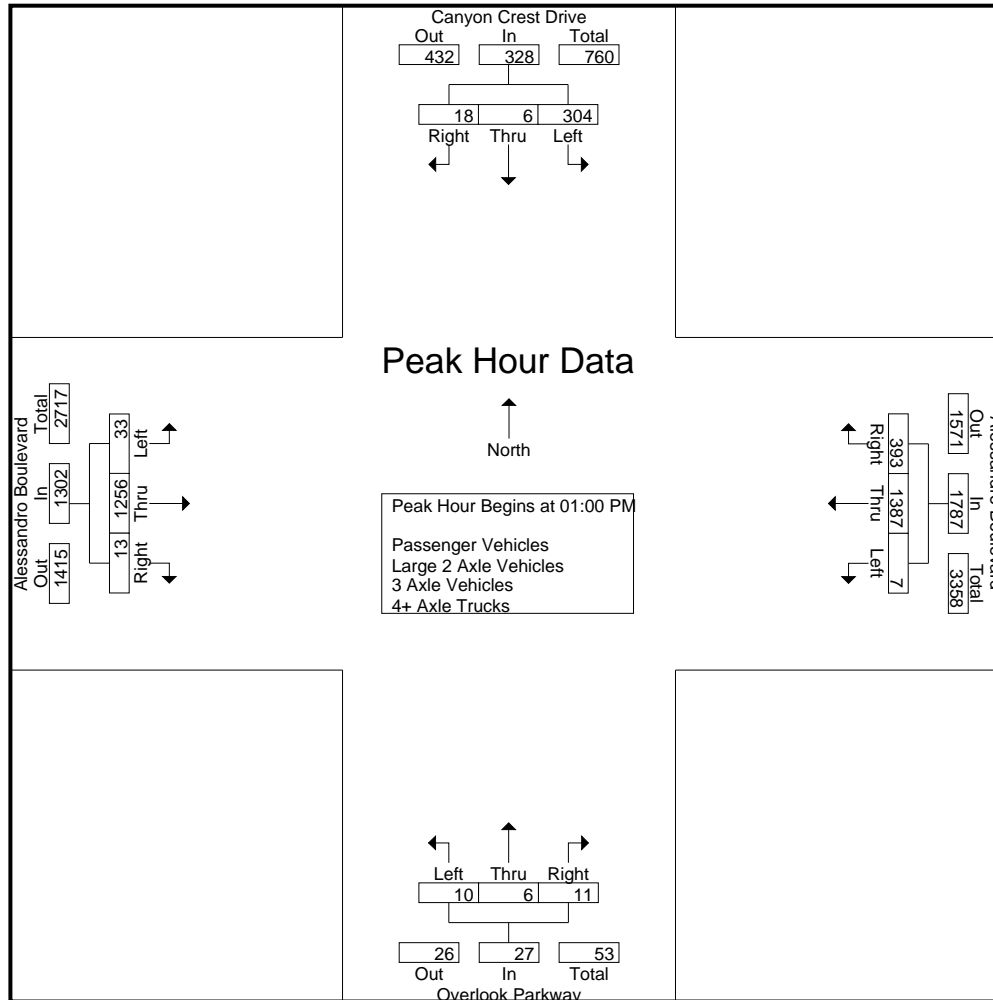 Canyon Crest Drive
Out In Total
432 328 760
18 6 304
Right Thru Left
Peak Hour Data
North
Peak Hour Begins at 01:00 PM
Passenger Vehicles
Large 2 Axle Vehicles
3 Axle Vehicles
4+ Axle Trucks
Alessandro Boulevard
Out In Total
1415 1302 2717
Left Thru Right
33 1256 13
Out In Total
1571 1787 3358
Right Thru Left
393 1387 7
Left Thru Right
10 6 11
26 27 53
Out In Total
Overlook Parkway